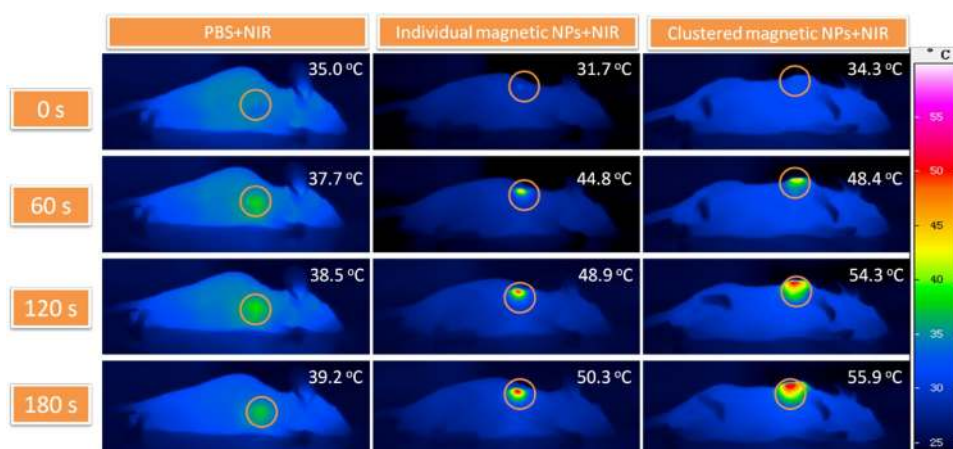 PBS+NIR Individual magnetic NPs+NIR Clustered magnetic NPs+NIR
° C
0 s 35.0 °C 31.7 °C 34.3 °C
55
60 s 37.7 °C 44.8 °C 48.4 °C
50
45
120 s 38.5 °C 48.9 °C 54.3 °C
40
35
180 s 39.2 °C 50.3 °C 55.9 °C
30
25